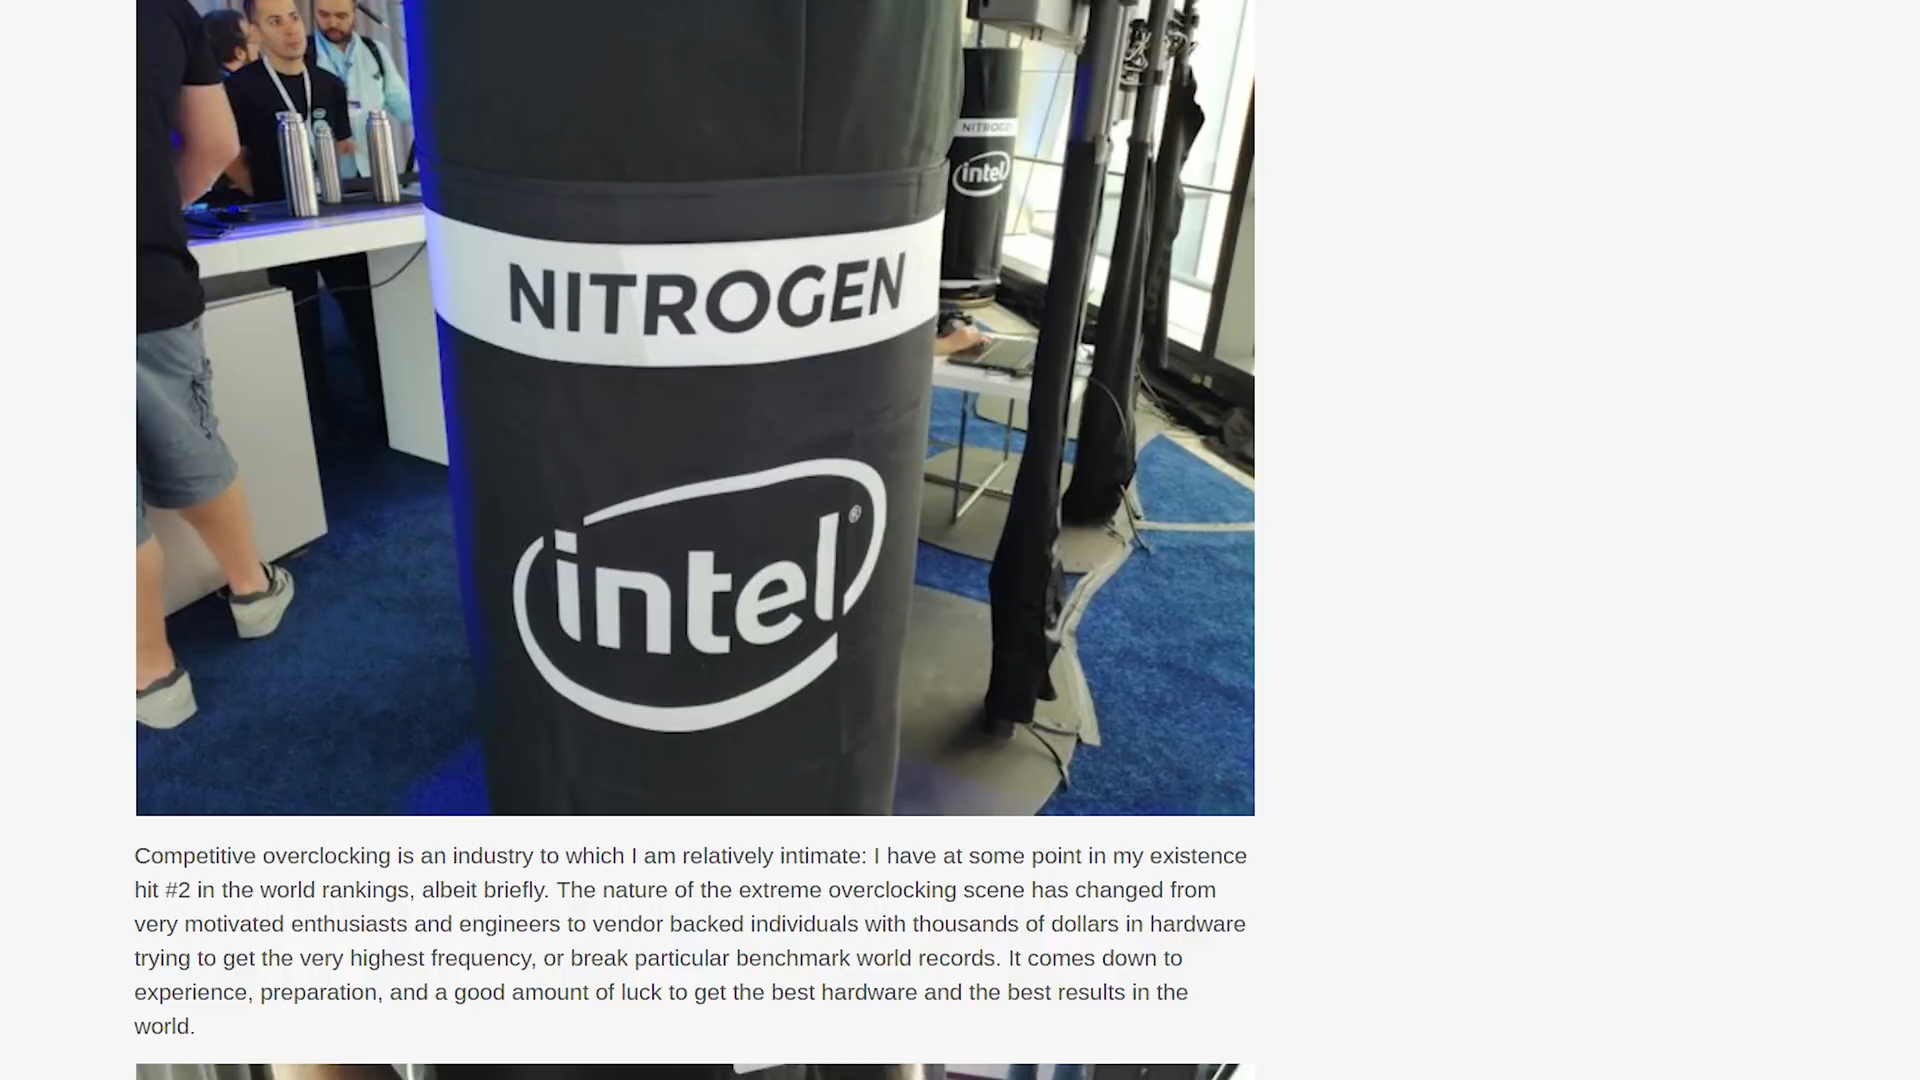 NITROGEN
intel
NITROGEN
intel®
Competitive overclocking is an industry to which I am relatively intimate: I have at some point in my existence
hit #2 in the world rankings, albeit briefly. The nature of the extreme overclocking scene has changed from
very motivated enthusiasts and engineers to vendor backed individuals with thousands of dollars in hardware
trying to get the very highest frequency, or break particular benchmark world records. It comes down to
experience, preparation, and a good amount of luck to get the best hardware and the best results in the
world.